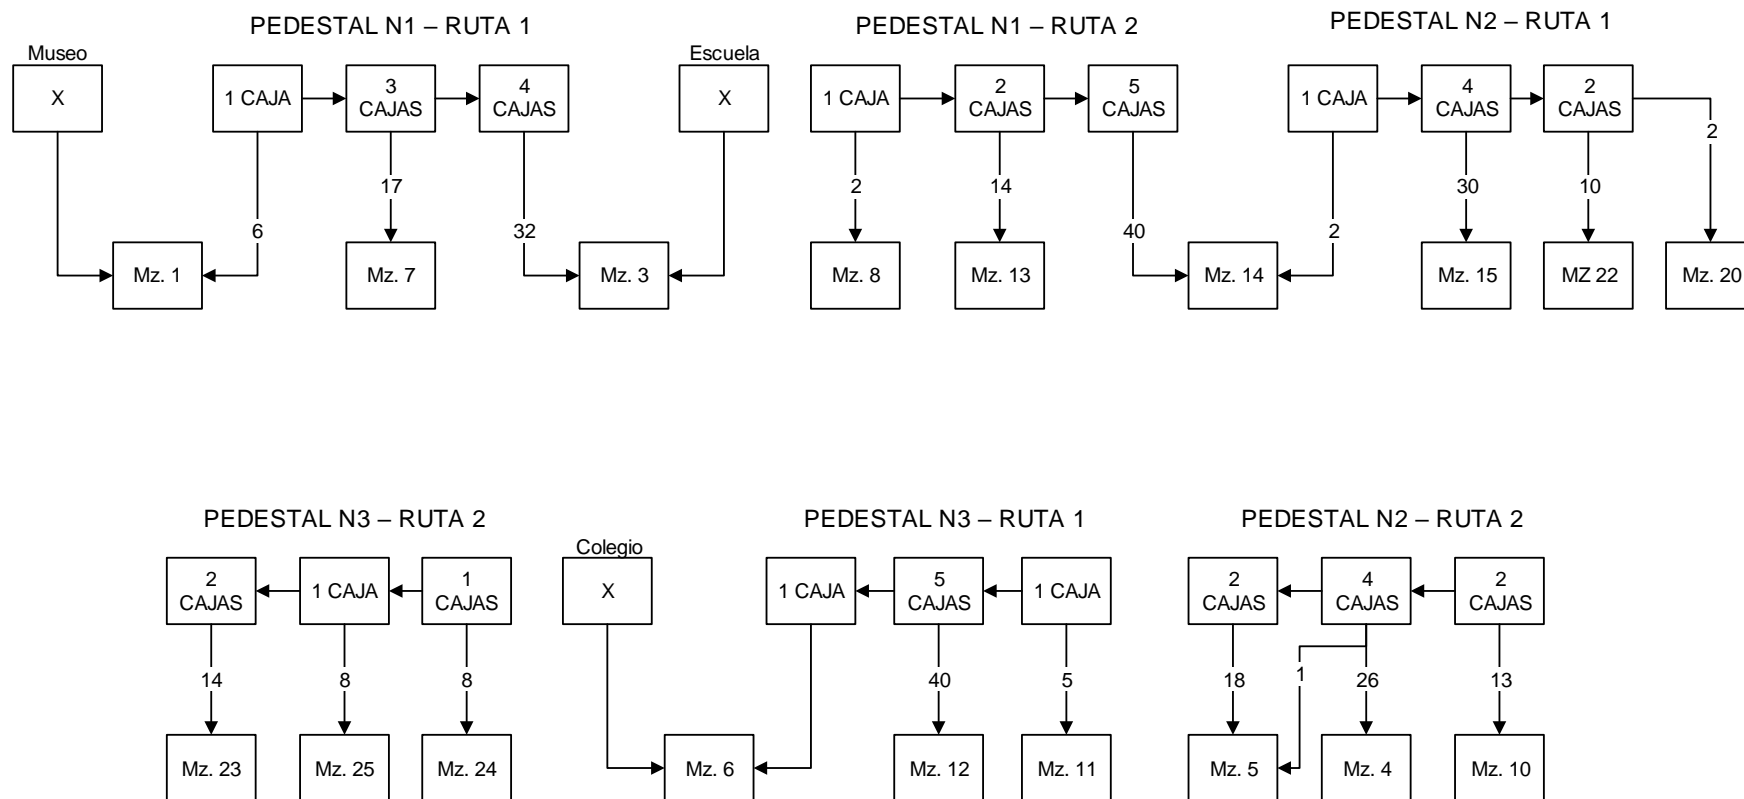 PEDESTAL N1 – RUTA 1
PEDESTAL N1 – RUTA 2
PEDESTAL N2 – RUTA 1
Museo
Escuela
X
1 CAJA
3
CAJAS
4
CAJAS
X
1 CAJA
2
CAJAS
5
CAJAS
1 CAJA
4
CAJAS
2
CAJAS
2
17
2
14
30
10
6
32
40
2
Mz. 1
Mz. 7
Mz. 3
Mz. 8
Mz. 13
Mz. 14
Mz. 15
MZ 22
Mz. 20
PEDESTAL N3 – RUTA 2
PEDESTAL N3 – RUTA 1
PEDESTAL N2 – RUTA 2
Colegio
2
CAJAS
1 CAJA
1
CAJAS
X
1 CAJA
5
CAJAS
1 CAJA
2
CAJAS
4
CAJAS
2
CAJAS
14
8
8
40
5
18
1
26
13
Mz. 23
Mz. 25
Mz. 24
Mz. 6
Mz. 12
Mz. 11
Mz. 5
Mz. 4
Mz. 10